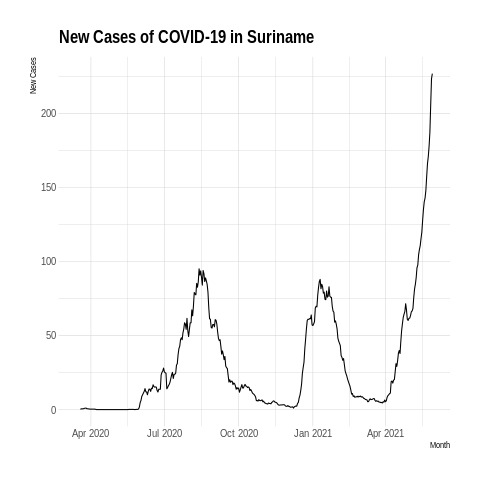 New Cases of COVID-19 in Suriname
New Cases
200
150
100
50
0
Apr 2020 Jul 2020 Oct 2020 Jan 2021 Apr 2021
Month